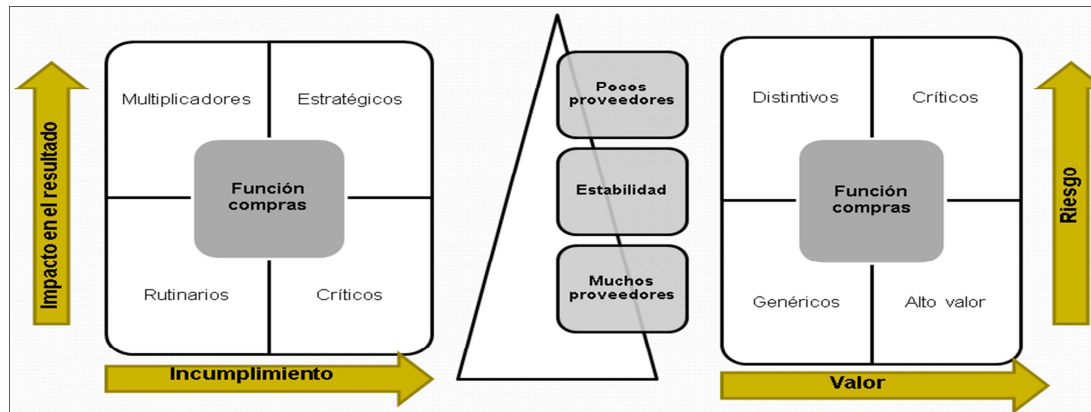 Impacto en el resultado
Multiplicadores
Estratégicos
Función
compras
Rutinarios
Críticos
Incumplimiento
Pocos
proveedores
Estabilidad
Muchos
proveedores
Distintivos
Críticos
Función
compras
Genéricos
Alto valor
Valor
Riesgo